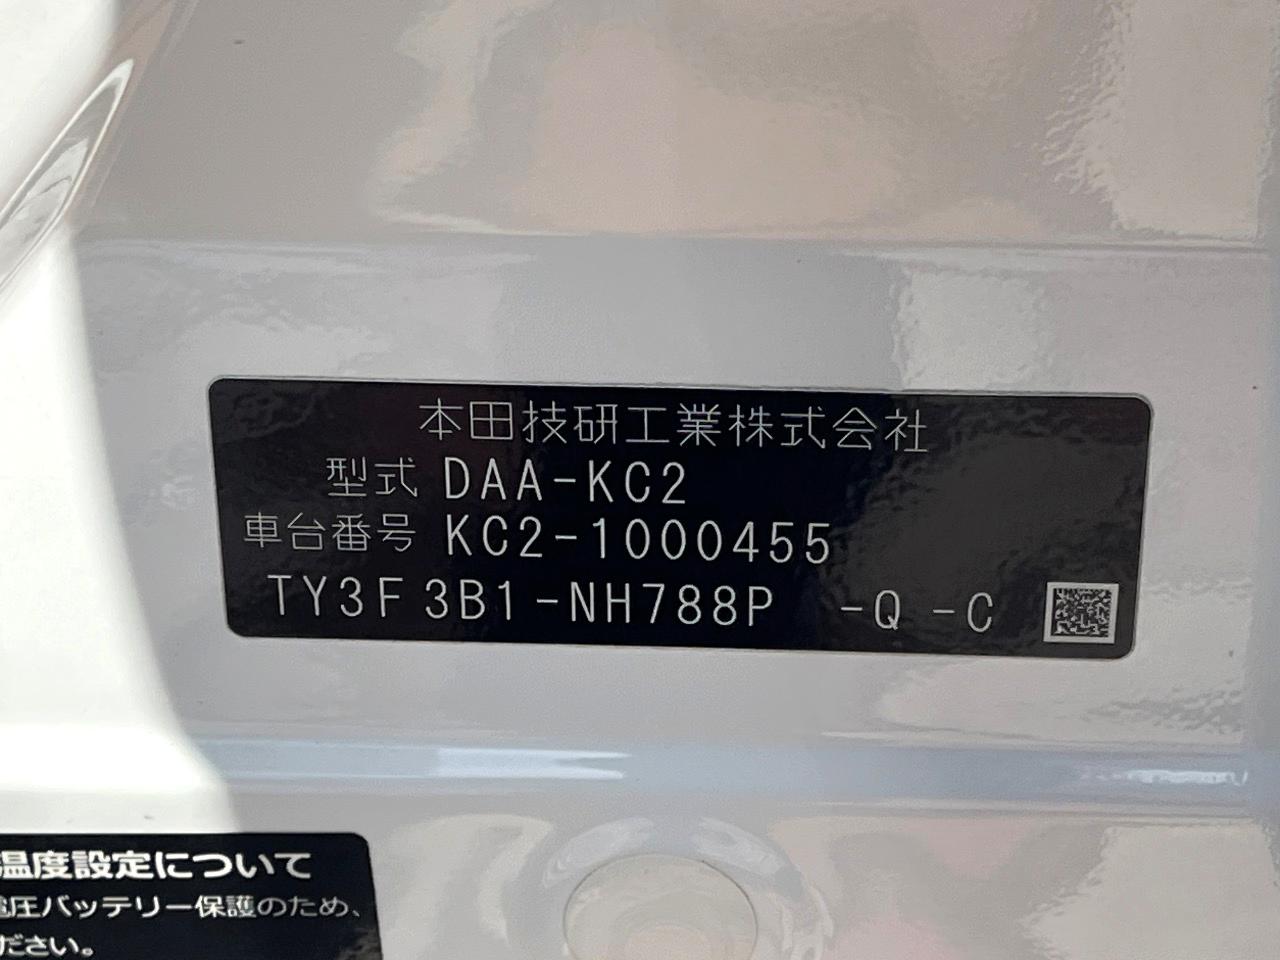 本田技研工業株式会社
型式 DAA-KC2
車台番号 KC2-1000455
TY3F 3B1-NH788P -Q -C
温度設定について
圧バッテリー保護のため、
ださい。